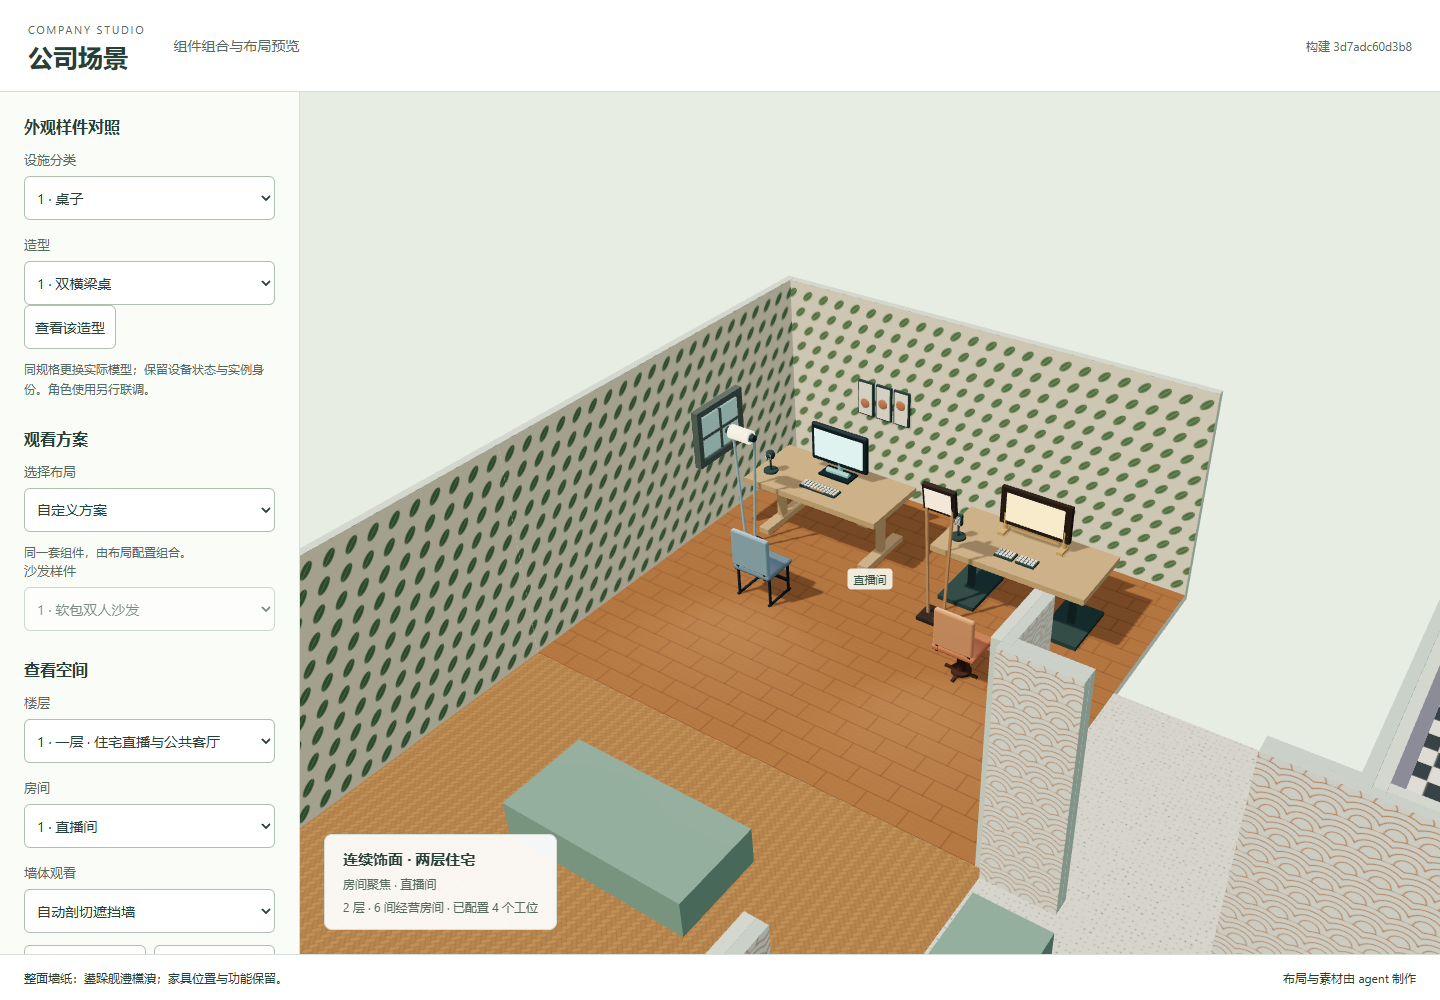 COMPANY STUDIO
公司场景
组件组合与布局预览
构建 3d7adc60d3b8
外观样件对照
设施分类
1 · 桌子
造型
1 · 双横梁桌
查看该造型
同规格更换实际模型；保留设备状态与实例身
份。角色使用另行联调。
观看方案
选择布局
自定义方案
同一套组件，由布局配置组合。
沙发样件
1 · 软包双人沙发
查看空间
楼层
1 · 一层 · 住宅直播与公共客厅
房间
1 · 直播间
墙体观看
自动剖切遮挡墙
直播间
连续饰面 · 两层住宅
房间聚焦 · 直播间
2 层 · 6 间经营房间 · 已配置 4 个工位
整面墙纸：；家具位置与功能保留。
布局与素材由 agent 制作